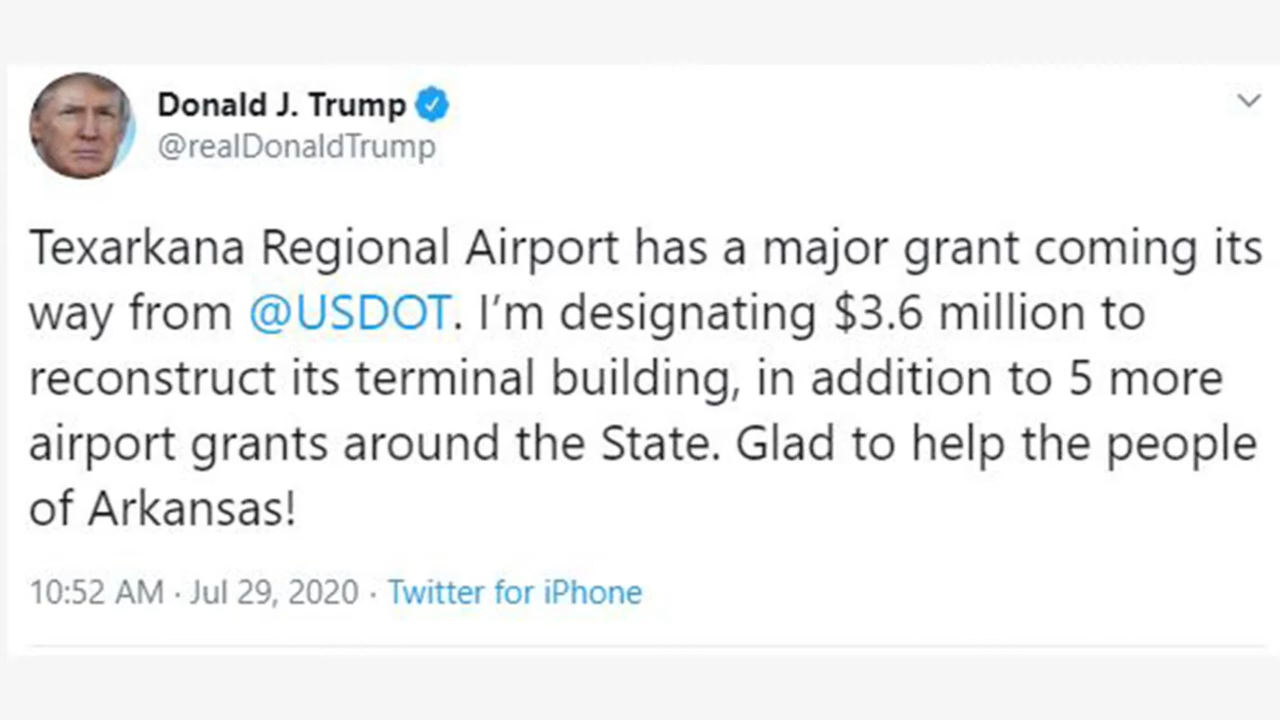 Donald J. Trump
@realDonaldTrump
Texarkana Regional Airport has a major grant coming its
way from @USDOT. I’m designating $3.6 million to
reconstruct its terminal building, in addition to 5 more
airport grants around the State. Glad to help the people
of Arkansas!
10:52 AM · Jul 29, 2020 · Twitter for iPhone